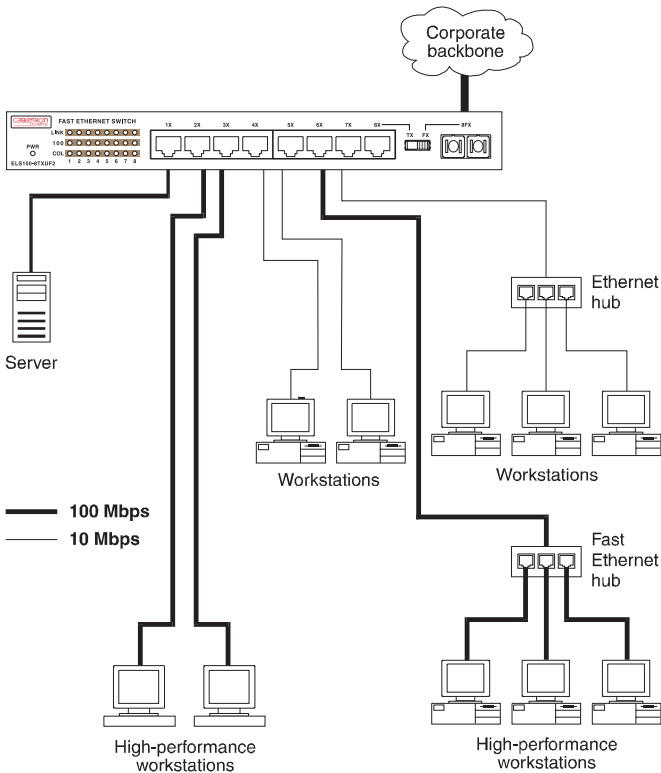 Corporate
backbone
CABLETRON
SYSTEMS
FAST ETHERNET SWITCH
LINK
100
COL
PWR
ELS100-8TXUF2
1 2 3 4 5 6 7 8
1X 2X 3X 4X 5X 6X 7X 8X
TX FX
8FX
Server
Ethernet
hub
Workstations
Workstations
100 Mbps
10 Mbps
Fast
Ethernet
hub
High-performance
workstations
High-performance
workstations